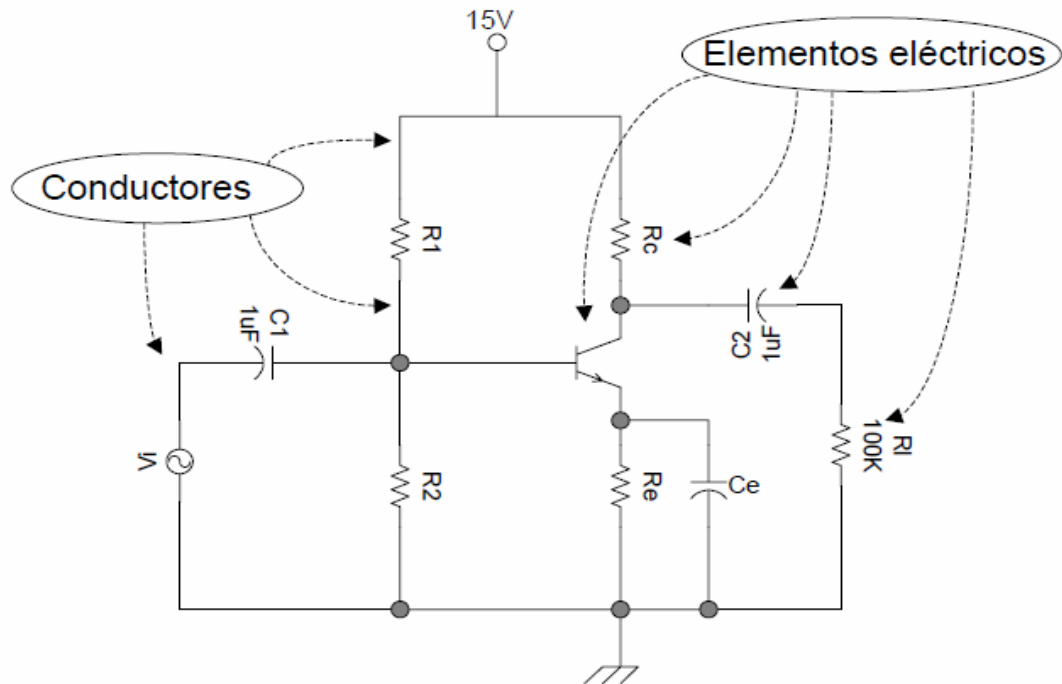 15V
Elementos eléctricos
Conductores
R1
Rc
C1
1uF
C2
1uF
Vi
R2
Re
Ce
Rl
100K